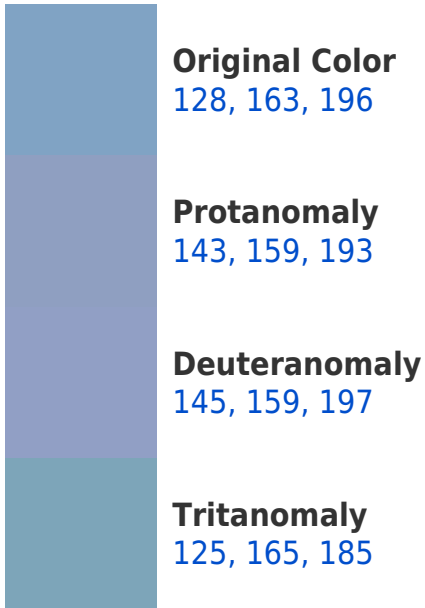 Original Color
128, 163, 196
Protanomaly
143, 159, 193
Deuteranomaly
145, 159, 197
Tritanomaly
125, 165, 185